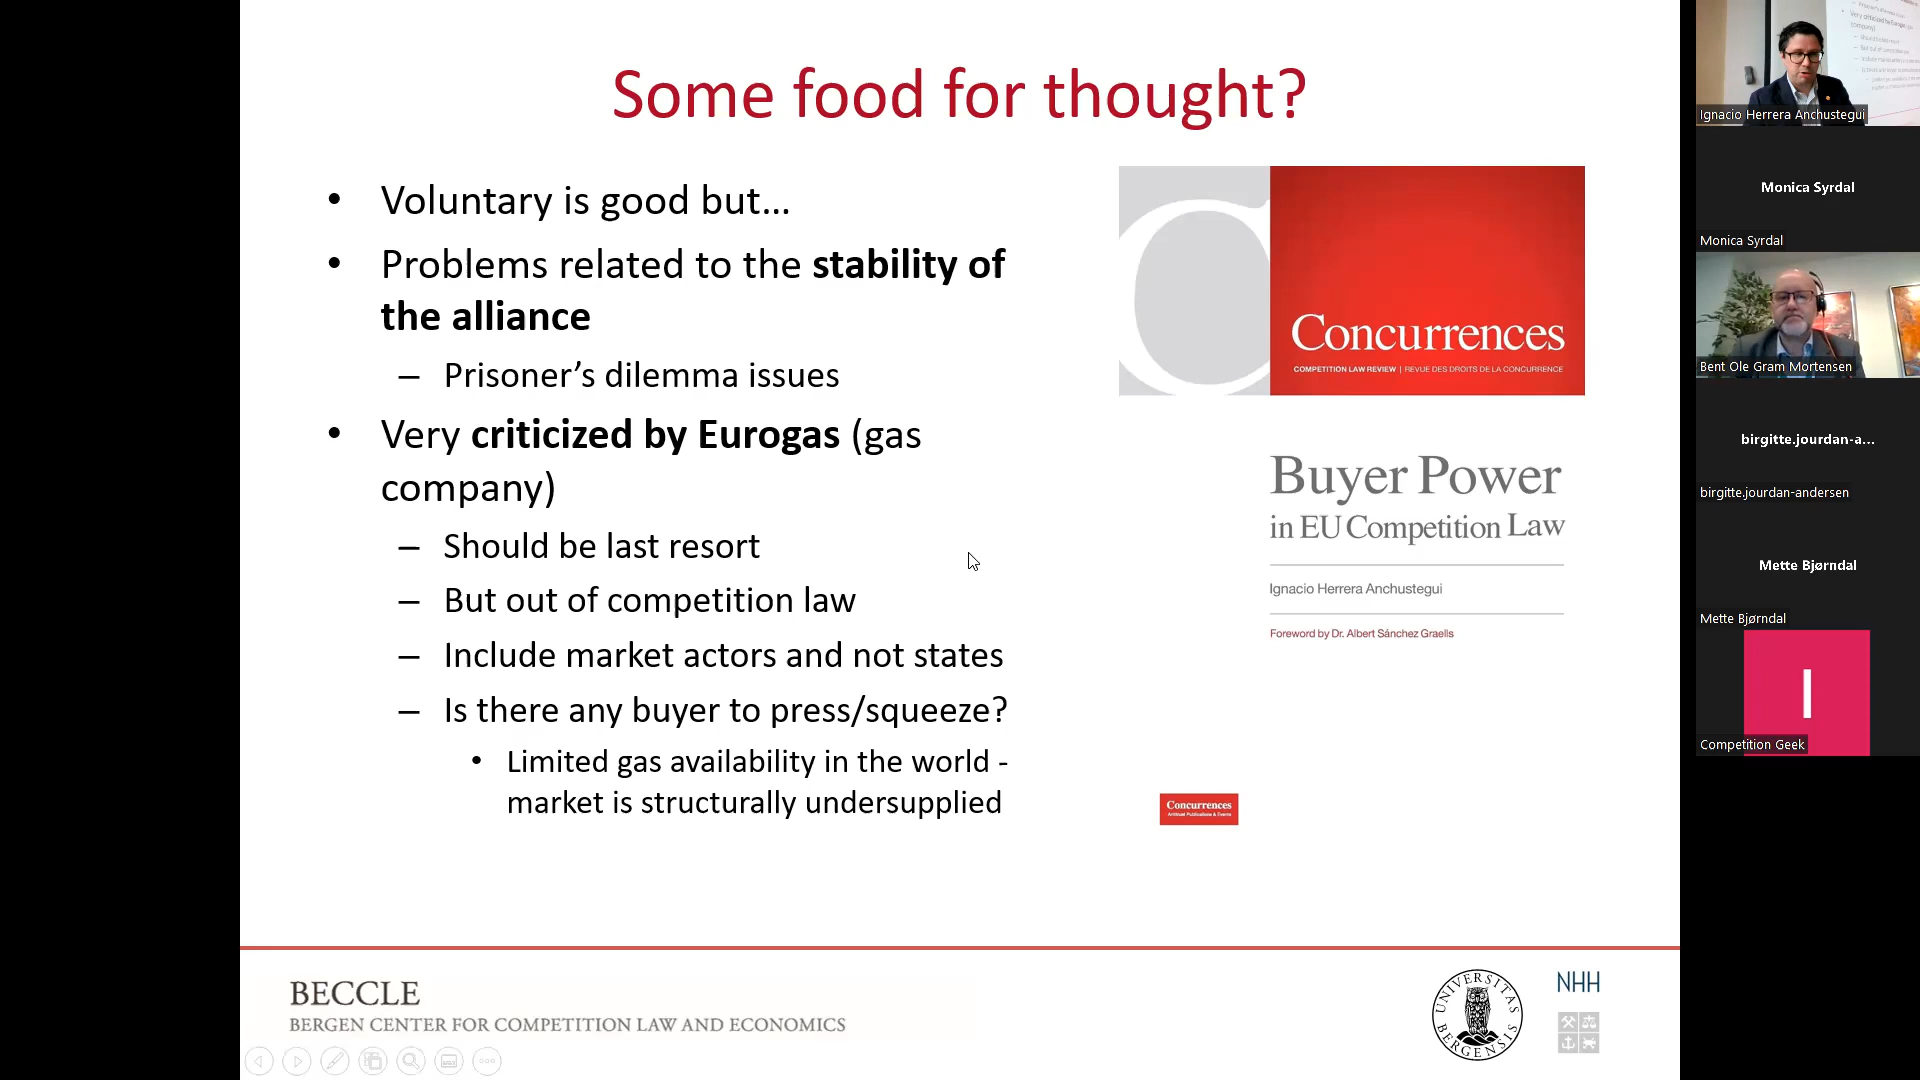 Some food for thought?
• Voluntary is good but…
• Problems related to the stability of
the alliance
– Prisoner’s dilemma issues
• Very criticized by Eurogas (gas
company)
– Should be last resort
– But out of competition law
– Include market actors and not states
– Is there any buyer to press/squeeze?
• Limited gas availability in the world -
market is structurally undersupplied
C
Concurrences
COMPETITION LAW REVIEW | REVUE DES DROITS DE LA CONCURRENCE
Buyer Power
in EU Competition Law
Ignacio Herrera Anchustegui
Foreword by Dr. Albert Sánchez Graells
Concurrences
Antitrust Publications & Events
BECCLE
BERGEN CENTER FOR COMPETITION LAW AND ECONOMICS
UNIVERSITAS
BERGENSIS
NHH
Ignacio Herrera Anchustegui
Monica Syrdal
Monica Syrdal
Bent Ole Gram Mortensen
birgitte.jourdan-a...
birgitte.jourdan-andersen
Mette Bjørndal
Mette Bjørndal
I
Competition Geek